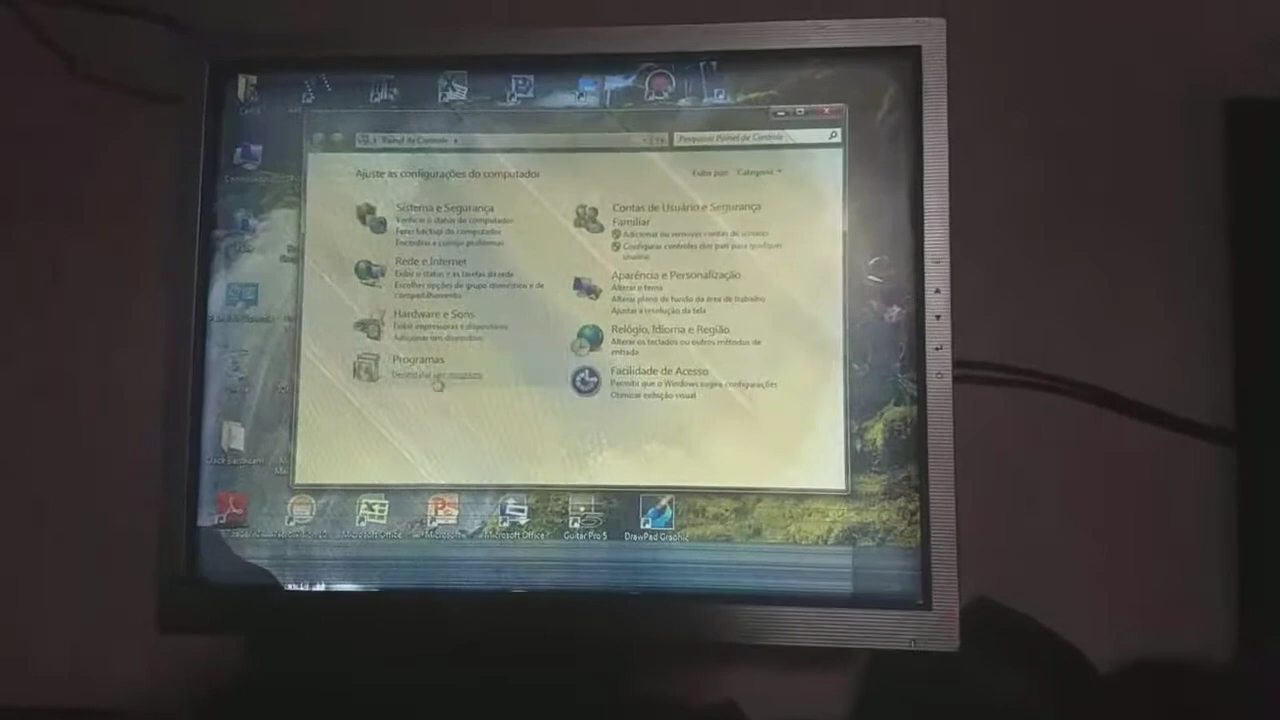 Painel de Controle
Pesquisar Painel de Controle
Ajuste as configurações do computador
Exibir por: Categoria
Sistema e Segurança
Verificar o status do computador
Fazer backup do computador
Encontrar e corrigir problemas
Rede e Internet
Exibir o status e as tarefas da rede
Escolher opções de grupo doméstico e de
compartilhamento
Hardware e Sons
Exibir impressoras e dispositivos
Adicionar um dispositivo
Programas
Desinstalar um programa
Contas de Usuário e Segurança
Familiar
Adicionar ou remover contas de usuário
Configurar controles dos pais para qualquer
usuário
Aparência e Personalização
Alterar o tema
Alterar plano de fundo da área de trabalho
Ajustar a resolução da tela
Relógio, Idioma e Região
Alterar os teclados ou outros métodos de
entrada
Facilidade de Acesso
Permitir que o Windows sugira configurações
Otimizar exibição visual
Microsoft Office
Microsoft
Microsoft Office
Guitar Pro 5
DrawPad Graphic